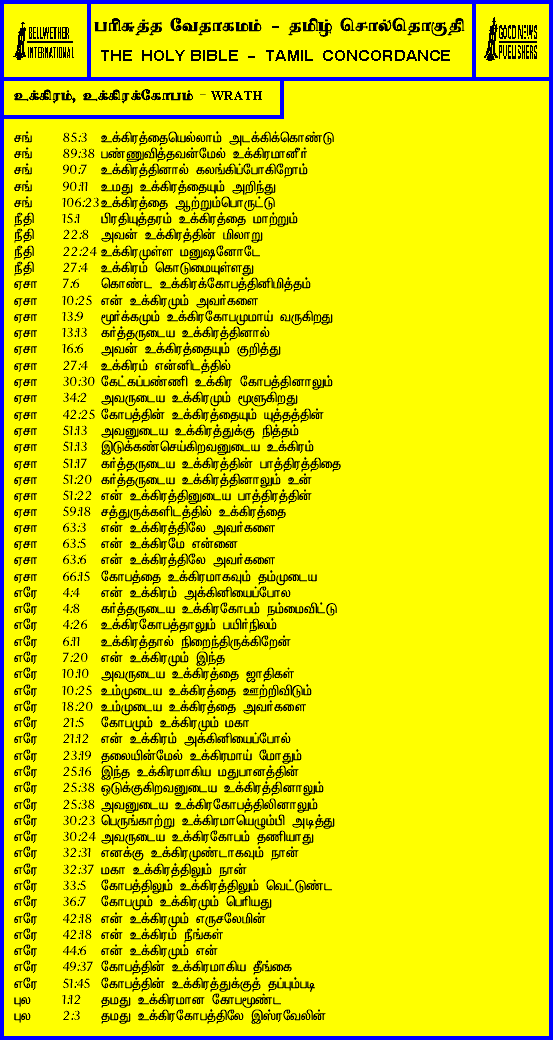 BELLWETHER
INTERNATIONAL
பரிசுத்த வேதாகமம் - தமிழ் சொல்தொகுதி
THE HOLY BIBLE - TAMIL CONCORDANCE
GOOD NEWS
PUBLISHERS
உக்கிரம், உக்கிரக்கோபம் - WRATH
சங் 85:3 உக்கிரத்தையெல்லாம் அடக்கிக்கொண்டு
சங் 89:38 பண்ணுவித்தவன்மேல் உக்கிரமானீர்
சங் 90:7 உக்கிரத்தினால் கலங்கிப்போகிறோம்
சங் 90:11 உமது உக்கிரத்தையும் அறிந்து
சங் 106:23 உக்கிரத்தை ஆற்றும்பொருட்டு
நீதி 15:1 பிரதியுத்தரம் உக்கிரத்தை மாற்றும்
நீதி 22:8 அவன் உக்கிரத்தின் மிலாறு
நீதி 22:24 உக்கிரமுள்ள மனுஷனோடே
நீதி 27:4 உக்கிரம் கொடுமையுள்ளது
ஏசா 7:6 கொண்ட உக்கிரக்கோபத்தினிமித்தம்
ஏசா 10:25 என் உக்கிரமும் அவர்களை
ஏசா 13:9 மூர்க்கமும் உக்கிரகோபமுமாய் வருகிறது
ஏசா 13:13 கர்த்தருடைய உக்கிரத்தினால்
ஏசா 16:6 அவன் உக்கிரத்தையும் குறித்து
ஏசா 27:4 உக்கிரம் என்னிடத்தில்
ஏசா 30:30 கேட்கப்பண்ணி உக்கிர கோபத்தினாலும்
ஏசா 34:2 அவருடைய உக்கிரமும் மூளுகிறது
ஏசா 42:25 கோபத்தின் உக்கிரத்தையும் யுத்தத்தின்
ஏசா 51:13 அவனுடைய உக்கிரத்துக்கு நித்தம்
ஏசா 51:13 இடுக்கண்செய்கிறவனுடைய உக்கிரம்
ஏசா 51:17 கர்த்தருடைய உக்கிரத்தின் பாத்திரத்திதை
ஏசா 51:20 கர்த்தருடைய உக்கிரத்தினாலும் உன்
ஏசா 51:22 என் உக்கிரத்தினுடைய பாத்திரத்தின்
ஏசா 59:18 சத்துருக்களிடத்தில் உக்கிரத்தை
ஏசா 63:3 என் உக்கிரத்திலே அவர்களை
ஏசா 63:5 என் உக்கிரமே என்னை
ஏசா 63:6 என் உக்கிரத்திலே அவர்களை
ஏசா 66:15 கோபத்தை உக்கிரமாகவும் தம்முடைய
எரே 4:4 என் உக்கிரம் அக்கினியைப்போல
எரே 4:8 கர்த்தருடைய உக்கிரகோபம் நம்மைவிட்டு
எரே 4:26 உக்கிரகோபத்தாலும் பயிர்நிலம்
எரே 6:11 உக்கிரத்தால் நிறைந்திருக்கிறேன்
எரே 7:20 என் உக்கிரமும் இந்த
எரே 10:10 அவருடைய உக்கிரத்தை ஜாதிகள்
எரே 10:25 உம்முடைய உக்கிரத்தை ஊற்றிவிடும்
எரே 18:20 உம்முடைய உக்கிரத்தை அவர்களை
எரே 21:5 கோபமும் உக்கிரமும் மகா
எரே 21:12 என் உக்கிரம் அக்கினியைப்போல்
எரே 23:19 தலையின்மேல் உக்கிரமாய் மோதும்
எரே 25:16 இந்த உக்கிரமாகிய மதுபானத்தின்
எரே 25:38 ஒடுக்குகிறவனுடைய உக்கிரத்தினாலும்
எரே 25:38 அவனுடைய உக்கிரகோபத்திலினாலும்
எரே 30:23 பெருங்காற்று உக்கிரமாயெழும்பி அடித்து
எரே 30:24 அவருடைய உக்கிரகோபம் தணியாது
எரே 32:31 எனக்கு உக்கிரமுண்டாகவும் நான்
எரே 32:37 மகா உக்கிரத்திலும் நான்
எரே 33:5 கோபத்திலும் உக்கிரத்திலும் வெட்டுண்ட
எரே 36:7 கோபமும் உக்கிரமும் பெரியது
எரே 42:18 என் உக்கிரமும் எருசலேமின்
எரே 42:18 என் உக்கிரம் நீங்கள்
எரே 44:6 என் உக்கிரமும் என்
எரே 49:37 கோபத்தின் உக்கிரமாகிய தீங்கை
எரே 51:45 கோபத்தின் உக்கிரத்துக்குத் தப்பும்படி
புல 1:12 தமது உக்கிரமான கோபமூண்ட
புல 2:3 தமது உக்கிரகோபத்திலே இஸ்ரவேலின்